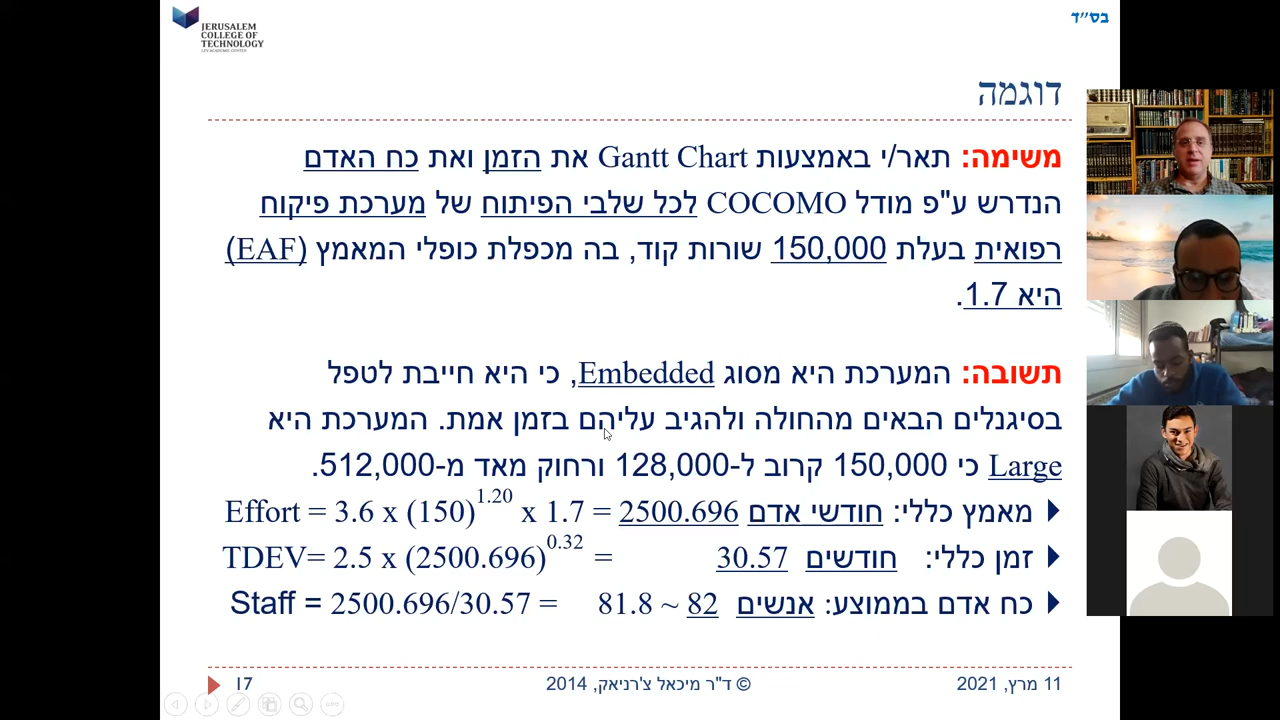 JERUSALEM
COLLEGE OF
TECHNOLOGY
LEV ACADEMIC CENTER
בס״ד
דוגמה
משימה: תאר/י באמצעות Gantt Chart את הזמן ואת כח האדם
הנדרש ע"פ מודל COCOMO לכל שלבי הפיתוח של מערכת פיקוח
רפואית בעלת 150,000 שורות קוד, בה מכפלת כופלי המאמץ (EAF)
היא 1.7.
תשובה: המערכת היא מסוג Embedded, כי היא חייבת לטפל
בסיגנלים הבאים מהחולה ולהגיב עליהם בזמן אמת. המערכת היא
Large כי 150,000 קרוב ל-128,000 ורחוק מאד מ-512,000.
מאמץ כללי: חודשי אדם Effort = 3.6 x (150)^1.20 x 1.7 = 2500.696
זמן כללי: חודשים 30.57 TDEV= 2.5 x (2500.696)^0.32 =
כח אדם בממוצע: אנשים Staff = 2500.696/30.57 = 81.8 ~ 82
11 מרץ, 2021
© ד"ר מיכאל צ'רניאק, 2014
17